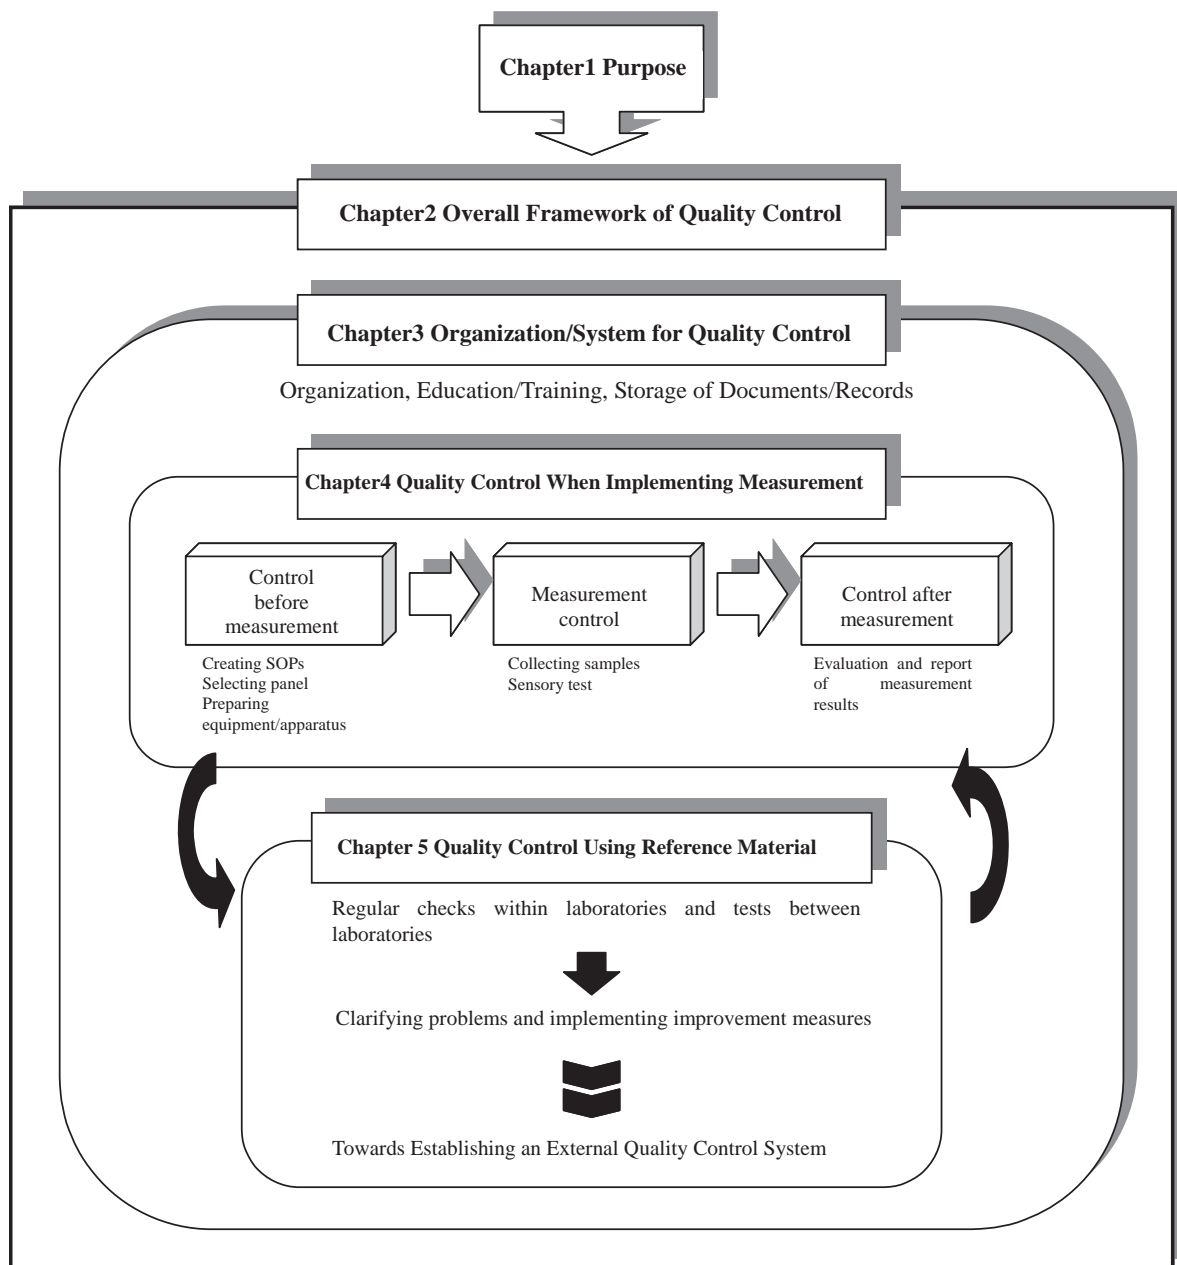 Chapter1 Purpose
Chapter2 Overall Framework of Quality Control
Chapter3 Organization/System for Quality Control
Organization, Education/Training, Storage of Documents/Records
Chapter4 Quality Control When Implementing Measurement
Control
before
measurement
Creating SOPs
Selecting panel
Preparing
equipment/apparatus
Measurement
control
Collecting samples
Sensory test
Control after
measurement
Evaluation and report
of measurement
results
Chapter 5 Quality Control Using Reference Material
Regular checks within laboratories and tests between
laboratories
Clarifying problems and implementing improvement measures
Towards Establishing an External Quality Control System